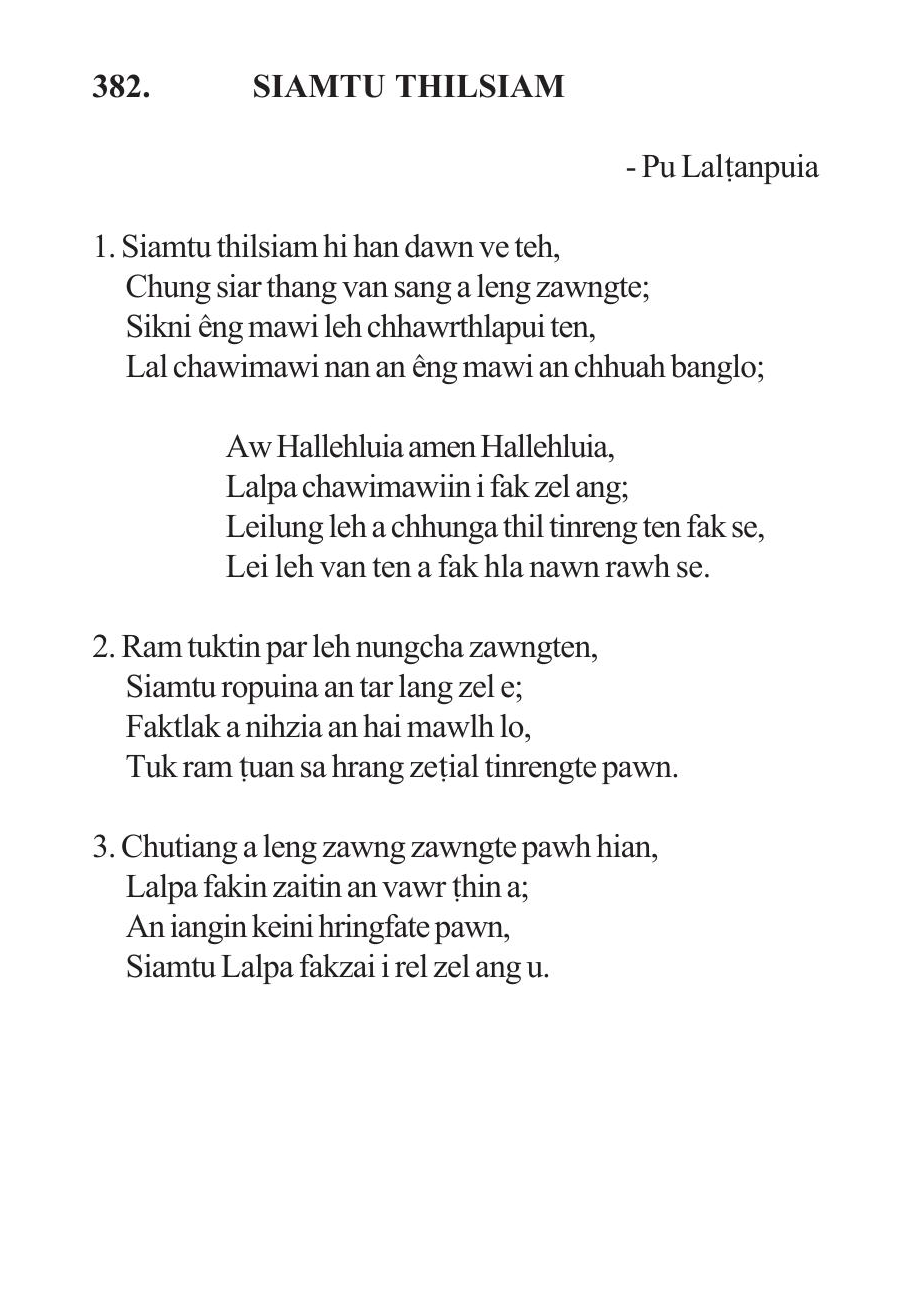 382. SIAMTU THILSIAM
- Pu Lalṭanpuia
1. Siamtu thilsiam hi han dawn ve teh,
Chung siar thang van sang a leng zawngte;
Sikni êng mawi leh chhawrthlapui ten,
Lal chawimawi nan an êng mawi an chhuah banglo;
Aw Hallehluia amen Hallehluia,
Lalpa chawimawiin i fak zel ang;
Leilung leh a chhunga thil tinreng ten fak se,
Lei leh van ten a fak hla nawn rawh se.
2. Ram tuktin par leh nungcha zawngten,
Siamtu ropuina an tar lang zel e;
Faktlak a nihzia an hai mawlh lo,
Tuk ram ṭuan sa hrang zeṭial tinrengte pawn.
3. Chutiang a leng zawng zawngte pawh hian,
Lalpa fakin zaitin an vawr ṭhin a;
An iangin keini hringfate pawn,
Siamtu Lalpa fakzai i rel zel ang u.